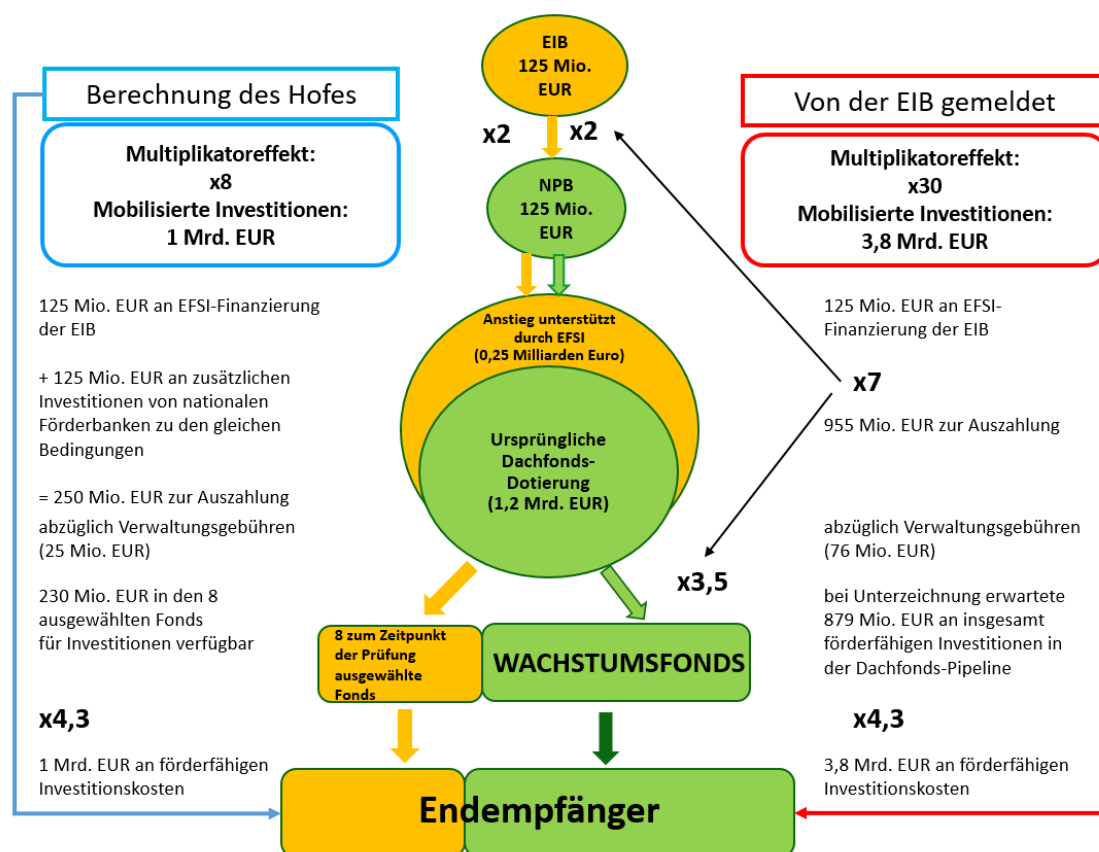 Berechnung des Hofes
Multiplikatoreffekt:
x8
Mobilisierte Investitionen:
1 Mrd. EUR
125 Mio. EUR an EFSI-Finanzierung
der EIB
+ 125 Mio. EUR an zusätzlichen
Investitionen von nationalen
Förderbanken zu den gleichen
Bedingungen
= 250 Mio. EUR zur Auszahlung
abzüglich Verwaltungsgebühren
(25 Mio. EUR)
230 Mio. EUR in den 8
ausgewählten Fonds
für Investitionen verfügbar
x4,3
1 Mrd. EUR an förderfähigen
Investitionskosten
EIB
125 Mio.
EUR
x2
x2
NPB
125 Mio.
EUR
Anstieg unterstützt
durch EFSI
(0,25 Milliarden Euro)
Ursprüngliche
Dachfonds-
Dotierung
(1,2 Mrd. EUR)
x3,5
8 zum Zeitpunkt
der Prüfung
ausgewählte
Fonds
WACHSTUMSFONDS
Endempfänger
Von der EIB gemeldet
Multiplikatoreffekt:
x30
Mobilisierte Investitionen:
3,8 Mrd. EUR
125 Mio. EUR an EFSI-
Finanzierung der EIB
x7
955 Mio. EUR zur Auszahlung
abzüglich Verwaltungsgebühren
(76 Mio. EUR)
bei Unterzeichnung erwartete
879 Mio. EUR an insgesamt
förderfähigen Investitionen in
der Dachfonds-Pipeline
x4,3
3,8 Mrd. EUR an förderfähigen
Investitionskosten